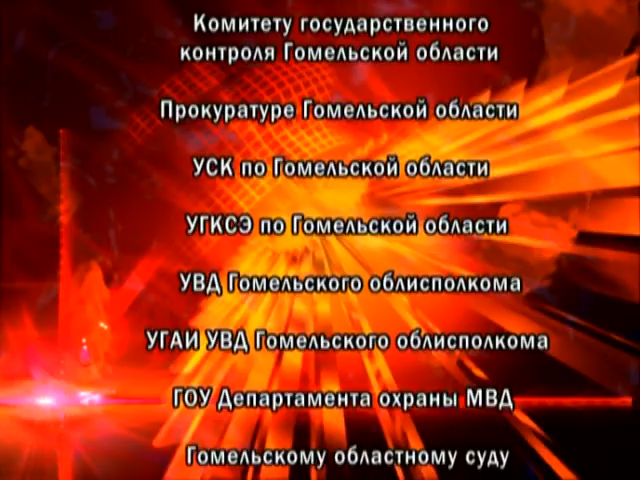 Комитету государственного
контроля Гомельской области
Прокуратуре Гомельской области
УСК по Гомельской области
УГКСЭ по Гомельской области
УВД Гомельского облисполкома
УГАИ УВД Гомельского облисполкома
ГОУ Департамента охраны МВД
Гомельскому областному суду